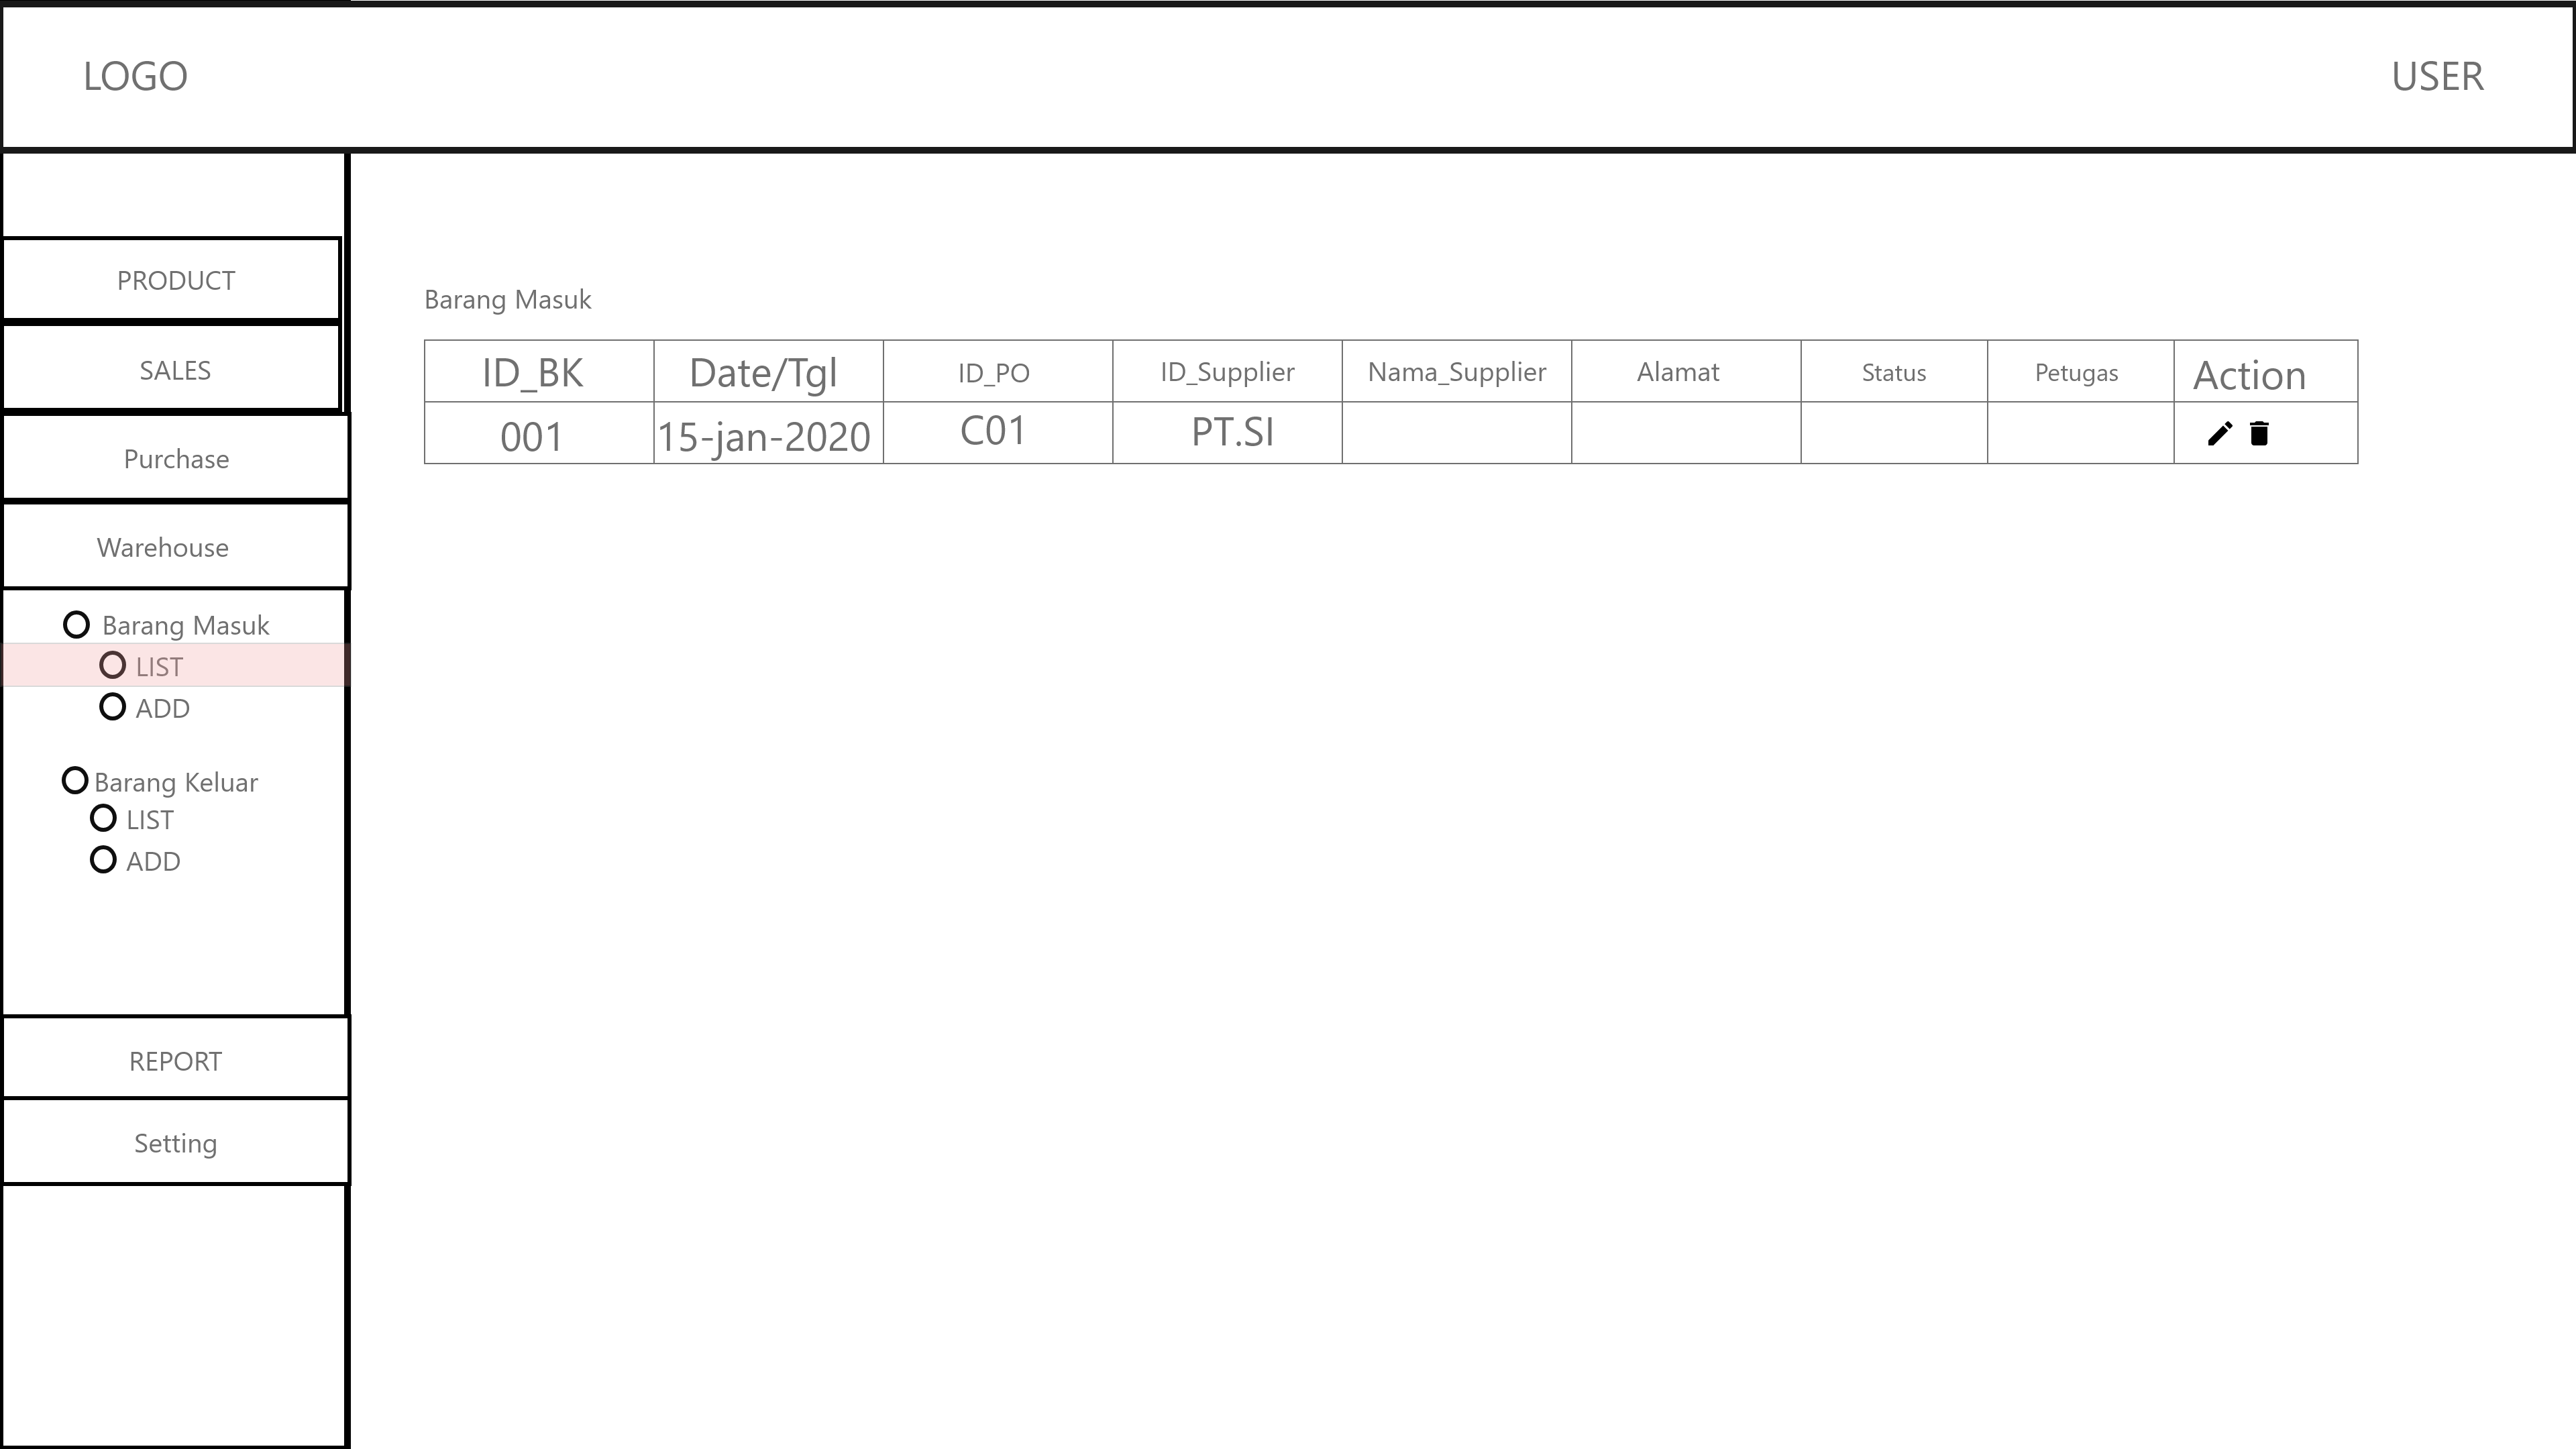 LOGO
USER
PRODUCT
SALES
Purchase
Warehouse
Barang Masuk
LIST
ADD
Barang Keluar
LIST
ADD
REPORT
Setting
Barang Masuk
ID_BK Date/Tgl ID_PO ID_Supplier Nama_Supplier Alamat Status Petugas Action
001 15-jan-2020 C01 PT.SI